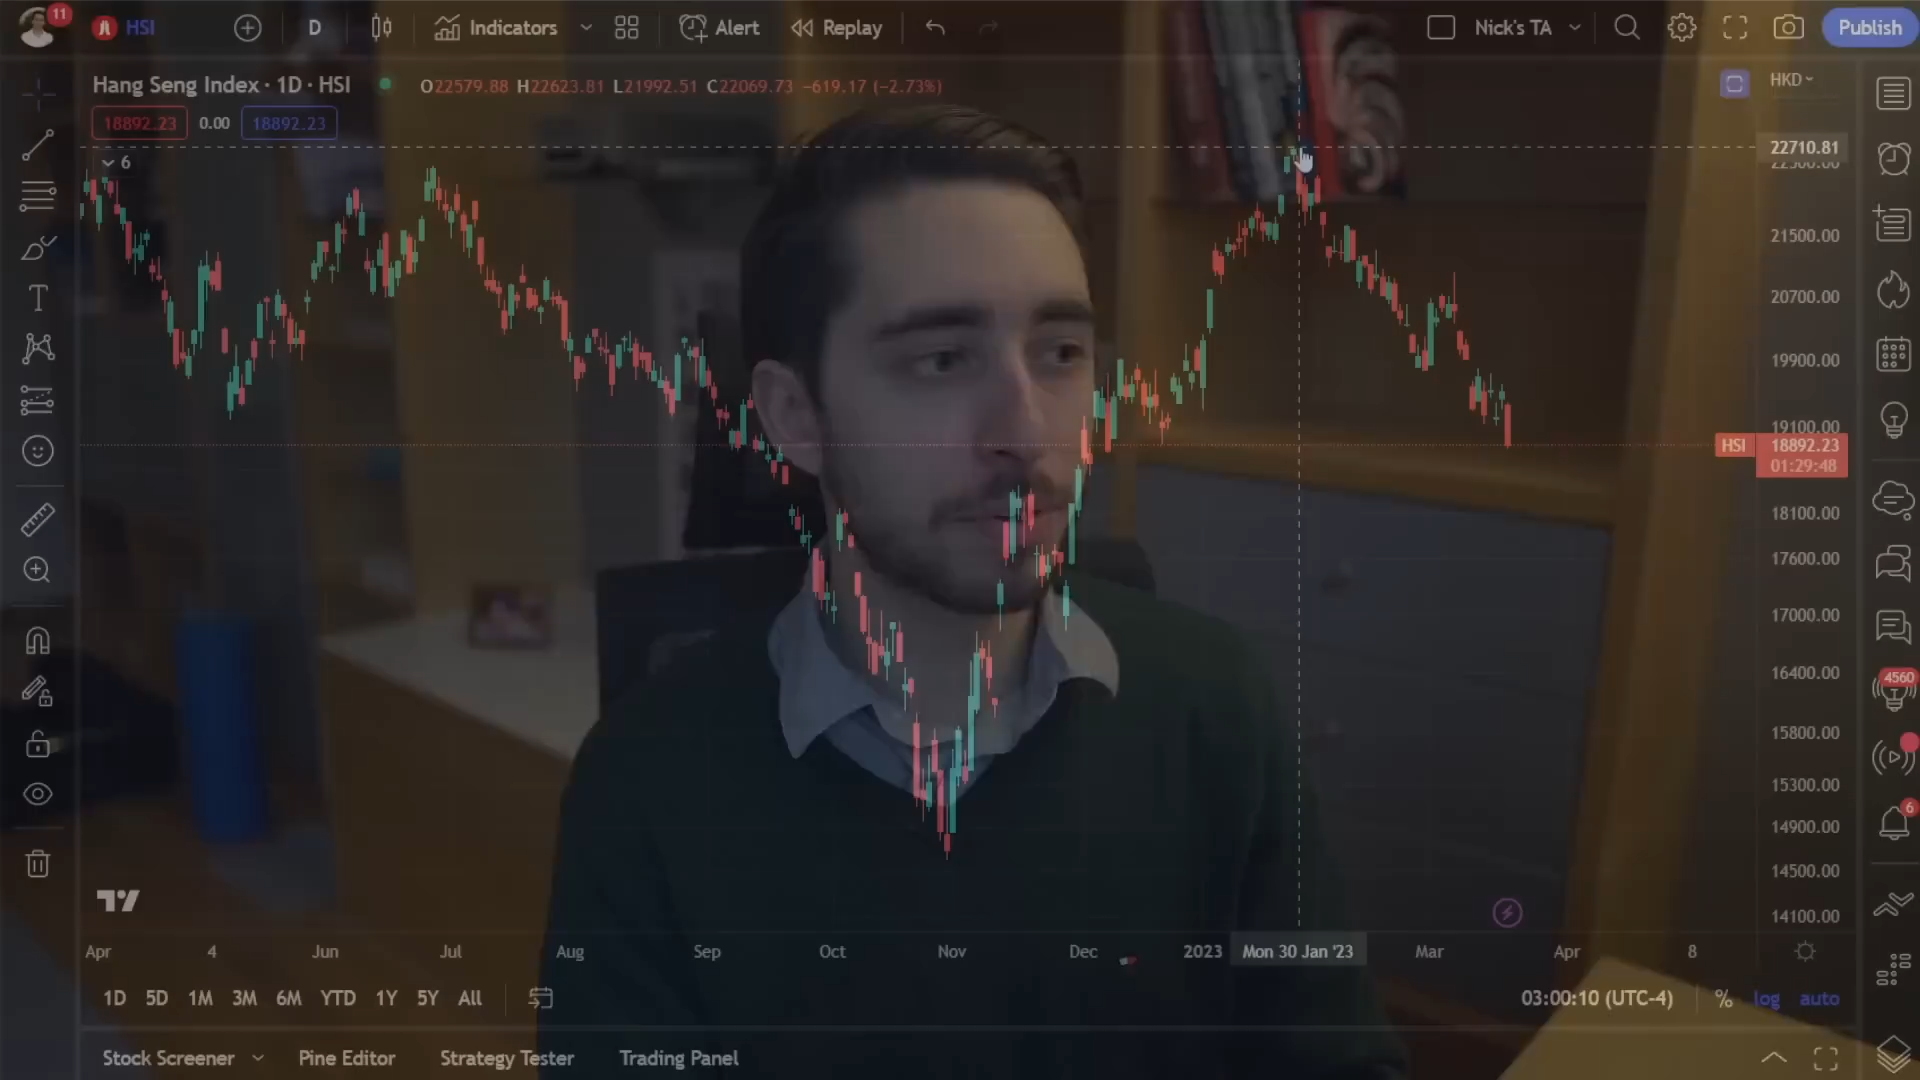 11
HSI
D
Indicators
Alert
Replay
Nick's TA
Publish
Hang Seng Index · 1D · HSI
O22579.88 H22623.81 L21992.51 C22069.73 −619.17 (−2.73%)
HKD
18892.23 0.00 18892.23
6
22710.81
22300.00
21500.00
20700.00
19900.00
19100.00
HSI 18892.23
01:29:48
18100.00
17600.00
17000.00
16400.00
4560
15800.00
15300.00
6
14900.00
14500.00
14100.00
Apr 4 Jun Jul Aug Sep Oct Nov Dec 2023 Mon 30 Jan '23 Mar Apr 8
1D 5D 1M 3M 6M YTD 1Y 5Y All
03:00:10 (UTC-4) % log auto
Stock Screener Pine Editor Strategy Tester Trading Panel